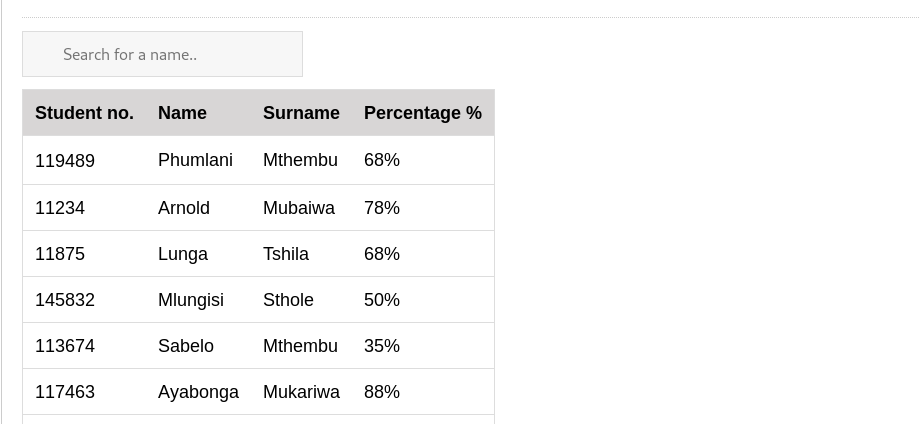 Search for a name..
Student no. Name Surname Percentage %
119489 Phumlani Mthembu 68%
11234 Arnold Mubaiwa 78%
11875 Lunga Tshila 68%
145832 Mlungisi Sthole 50%
113674 Sabelo Mthembu 35%
117463 Ayabonga Mukariwa 88%